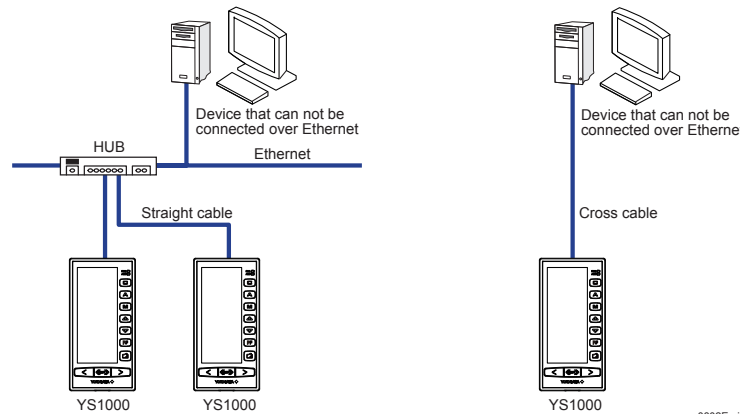 Device that can not be
connected over Ethernet
HUB
Ethernet
Straight cable
YS1000
YS1000
Device that can not be
connected over Etherne
Cross cable
YS1000